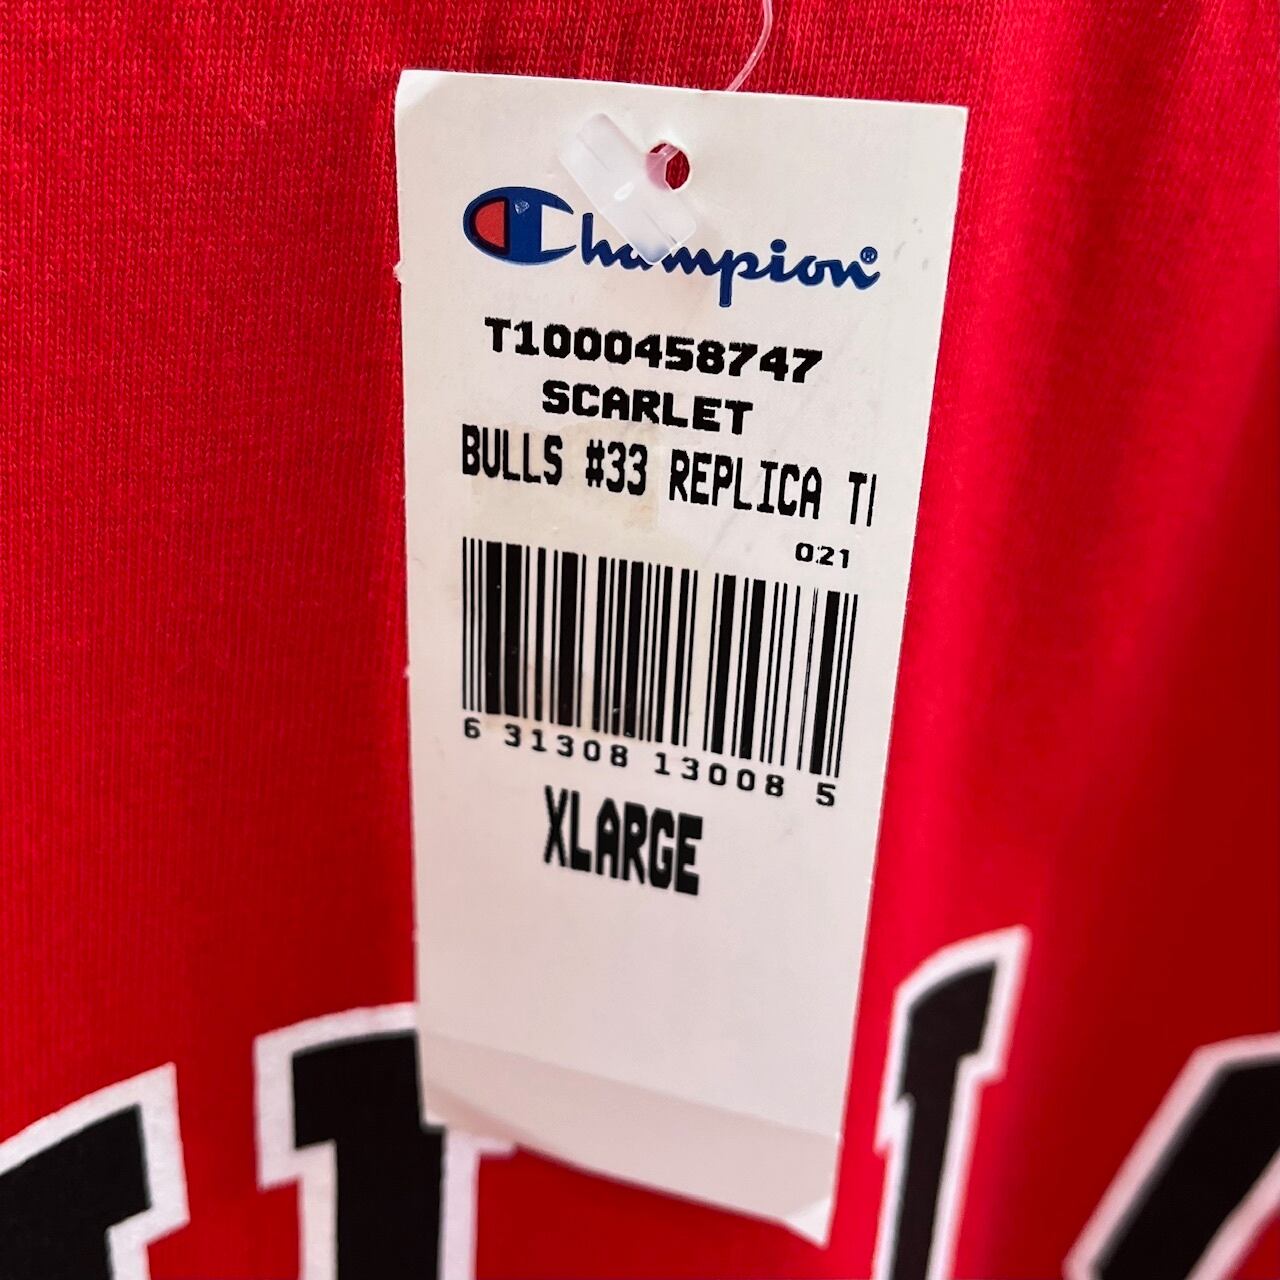 Champion®
T1000458747
SCARLET
BULLS #33 REPLICA T
021
6 31308 13008 5
XLARGE